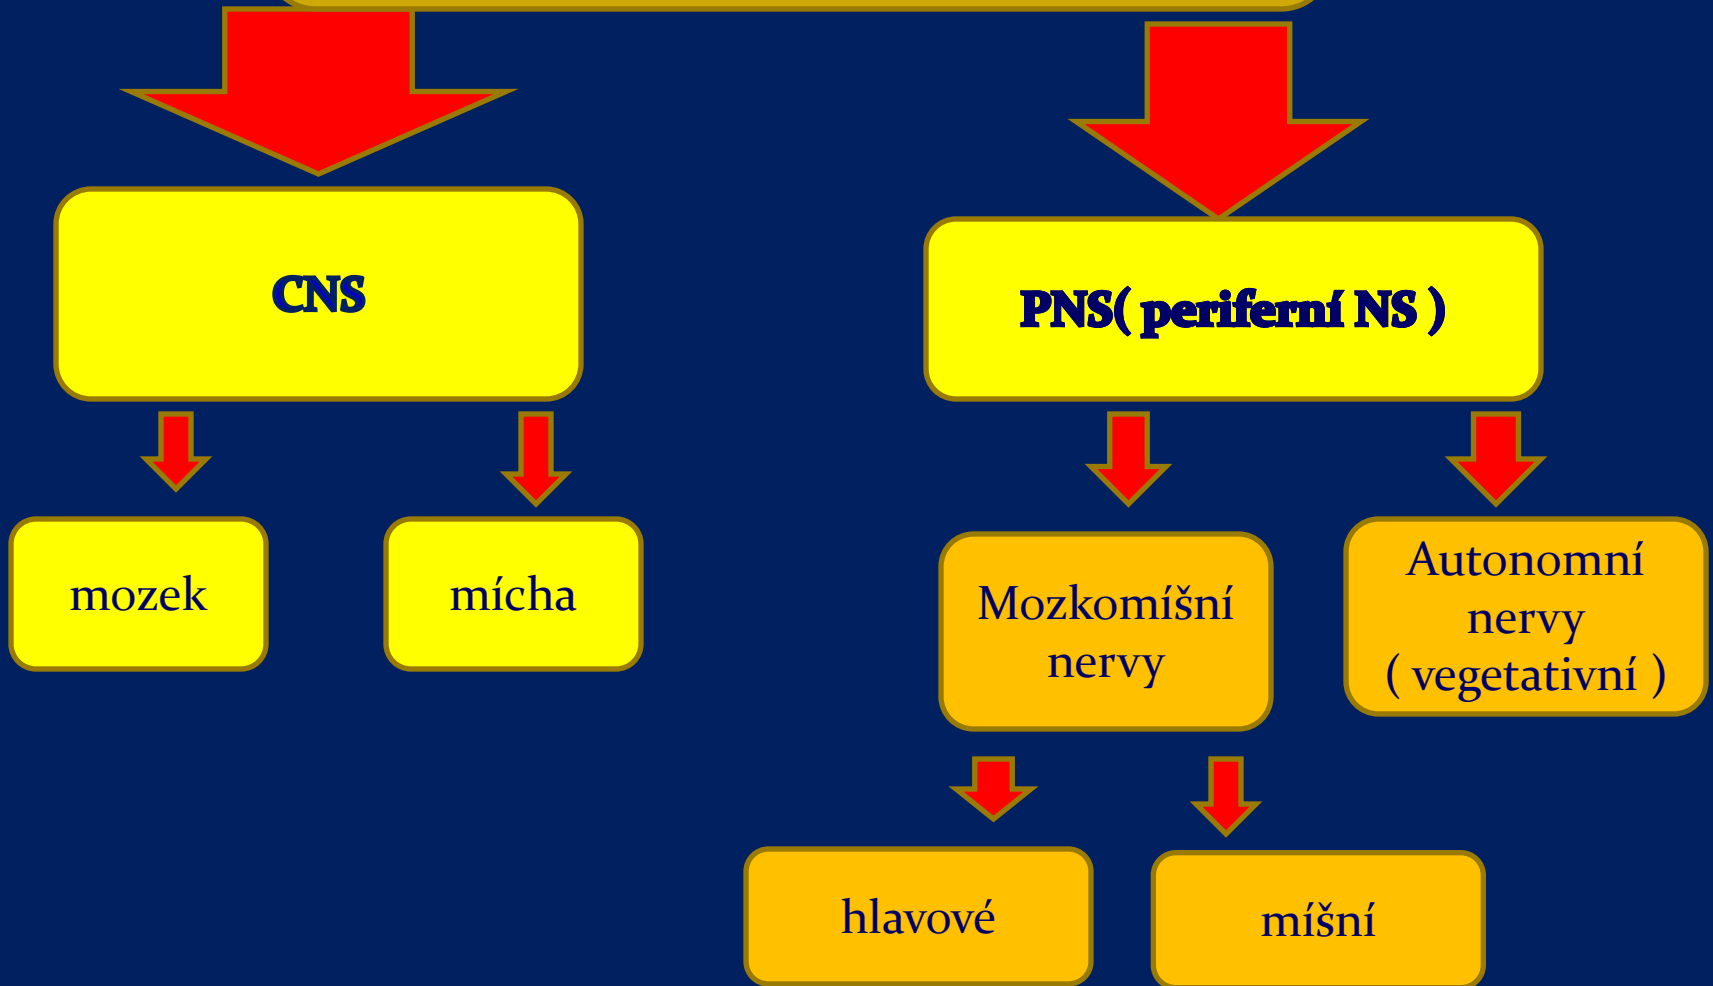 CNS
PNS( periferní NS )
mozek
mícha
Mozkomíšní
nervy
Autonomní
nervy
( vegetativní )
hlavové
míšní